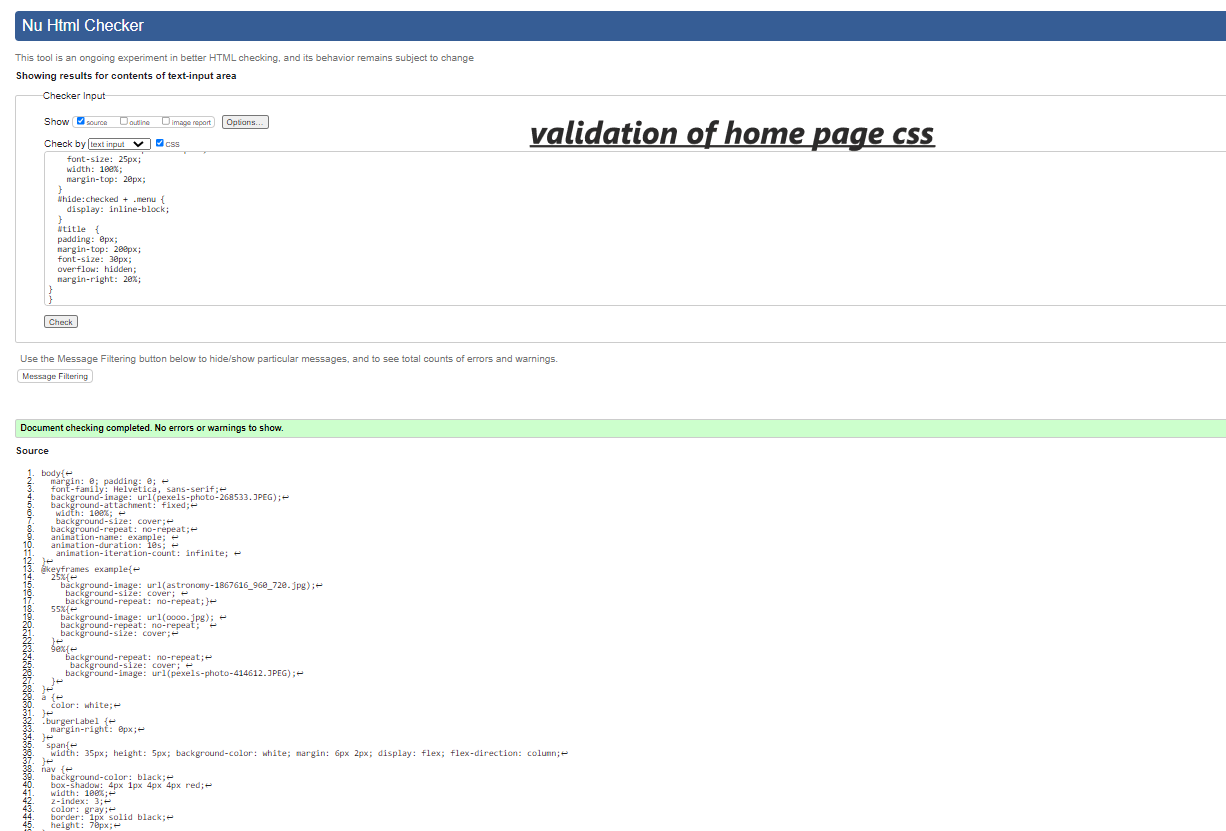 Nu Html Checker
This tool is an ongoing experiment in better HTML checking, and its behavior remains subject to change
Showing results for contents of text-input area
Checker Input
Show source outline image report Options...
validation of home page css
Check by text input CSS
font-size: 25px;
width: 100%;
margin-top: 20px;
}
#hide:checked + .menu {
display: inline-block;
}
#title {
padding: 0px;
margin-top: 200px;
font-size: 30px;
overflow: hidden;
margin-right: 20%;
}
}
Check
Use the Message Filtering button below to hide/show particular messages, and to see total counts of errors and warnings.
Message Filtering
Document checking completed. No errors or warnings to show.
Source
1. body{↩
2. margin: 0; padding: 0; ↩
3. font-family: Helvetica, sans-serif;↩
4. background-image: url(pexels-photo-268533.JPEG);↩
5. background-attachment: fixed;↩
6. width: 100%; ↩
7. background-size: cover;↩
8. background-repeat: no-repeat;↩
9. animation-name: example; ↩
10. animation-duration: 10s; ↩
11. animation-iteration-count: infinite; ↩
12. }↩
13. @keyframes example{↩
14. 25%{↩
15. background-image: url(astronomy-1867616_960_720.jpg);↩
16. background-size: cover; ↩
17. background-repeat: no-repeat;}↩
18. 55%{↩
19. background-image: url(oooo.jpg); ↩
20. background-repeat: no-repeat; ↩
21. background-size: cover;↩
22. }↩
23. 90%{↩
24. background-repeat: no-repeat;↩
25. background-size: cover; ↩
26. background-image: url(pexels-photo-414612.JPEG);↩
27. }↩
28. }↩
29. a {↩
30. color: white;↩
31. }↩
32. .burgerLabel {↩
33. margin-right: 0px;↩
34. }↩
35. span{↩
36. width: 35px; height: 5px; background-color: white; margin: 6px 2px; display: flex; flex-direction: column;↩
37. }↩
38. nav {↩
39. background-color: black;↩
40. box-shadow: 4px 1px 4px 4px red;↩
41. width: 100%;↩
42. z-index: 3;↩
43. color: gray;↩
44. border: 1px solid black;↩
45. height: 70px;↩